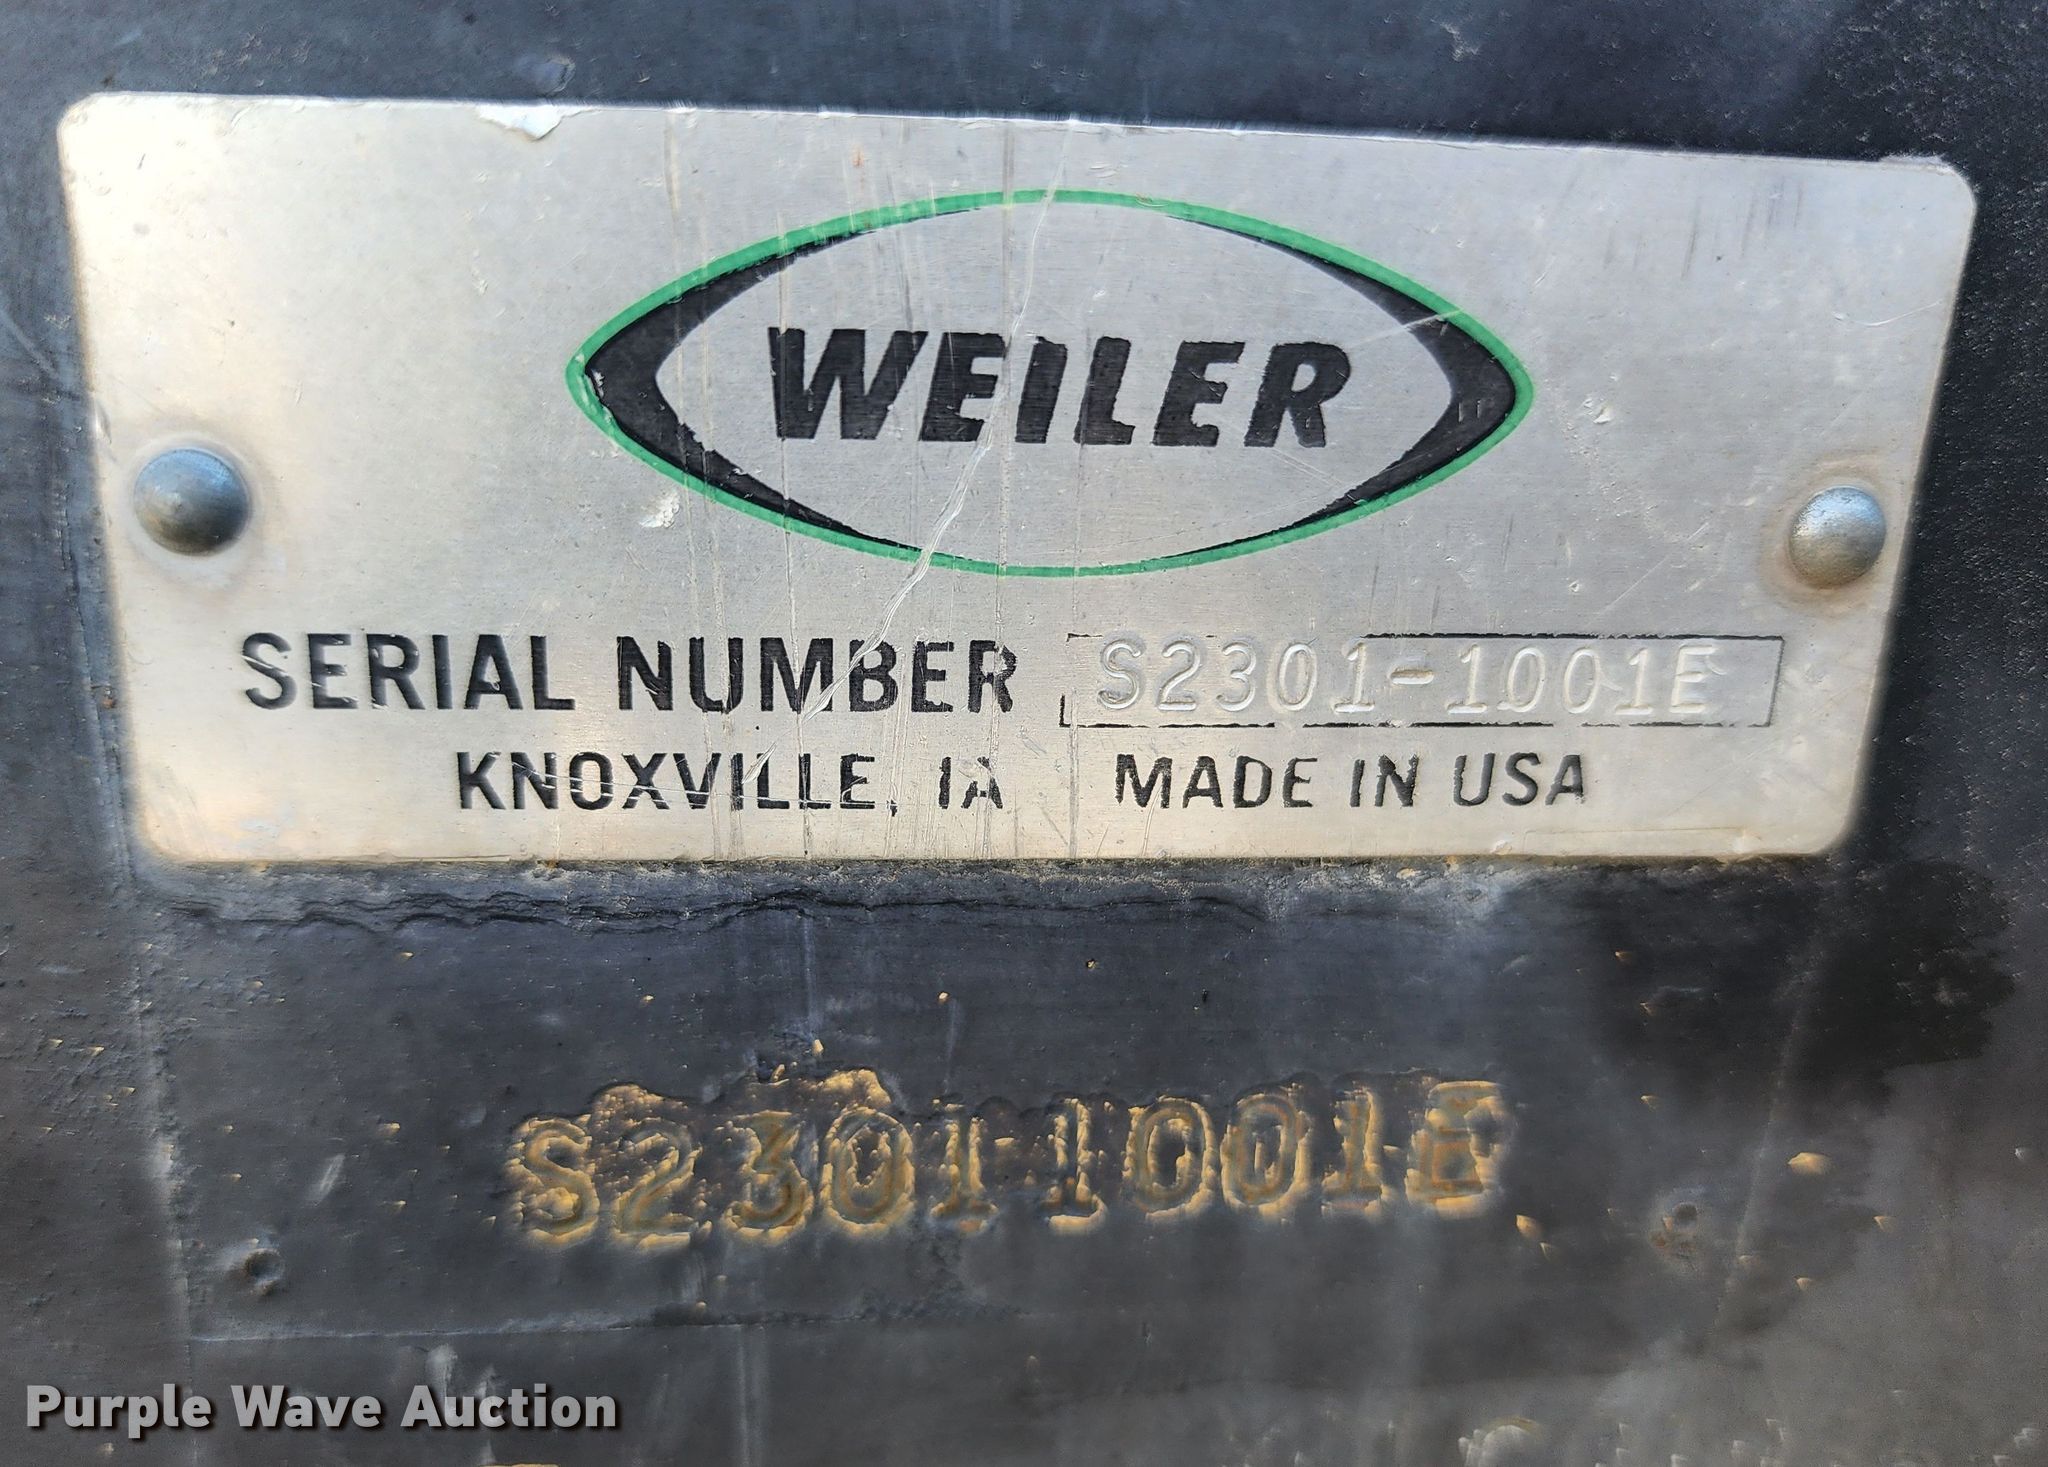 WEILER
SERIAL NUMBER S2301-1001E
KNOXVILLE, IA MADE IN USA
S2301-1001E
Purple Wave Auction